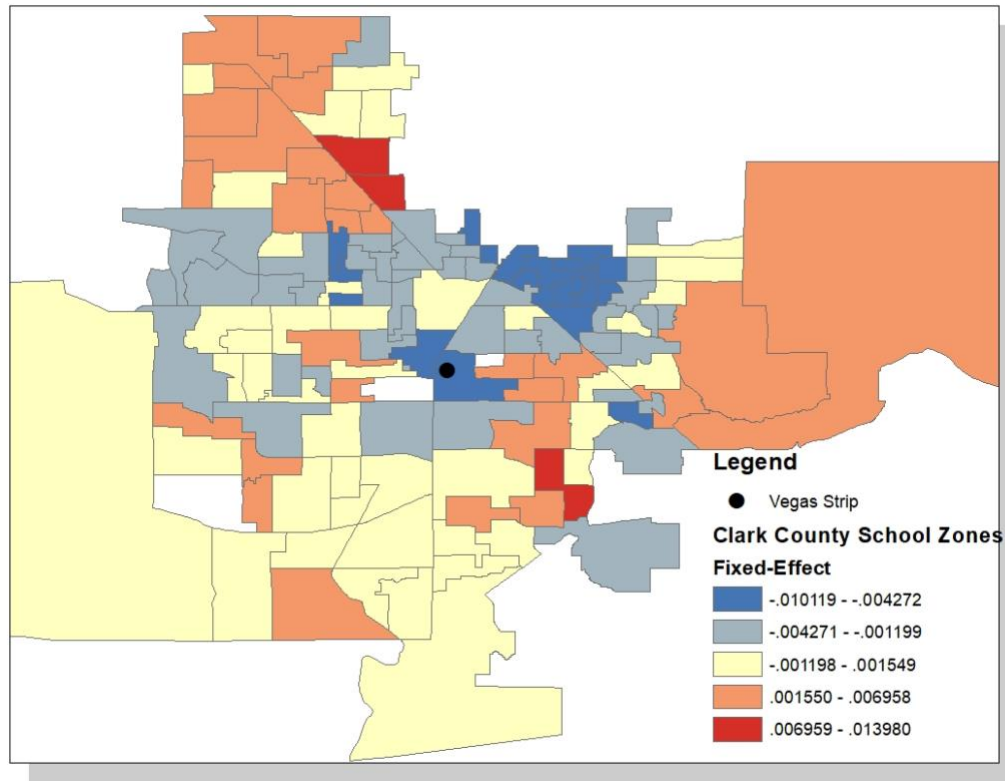 Legend
Vegas Strip
Clark County School Zones
Fixed-Effect
-.010119 - -.004272
-.004271 - -.001199
-.001198 - .001549
.001550 - .006958
.006959 - .013980